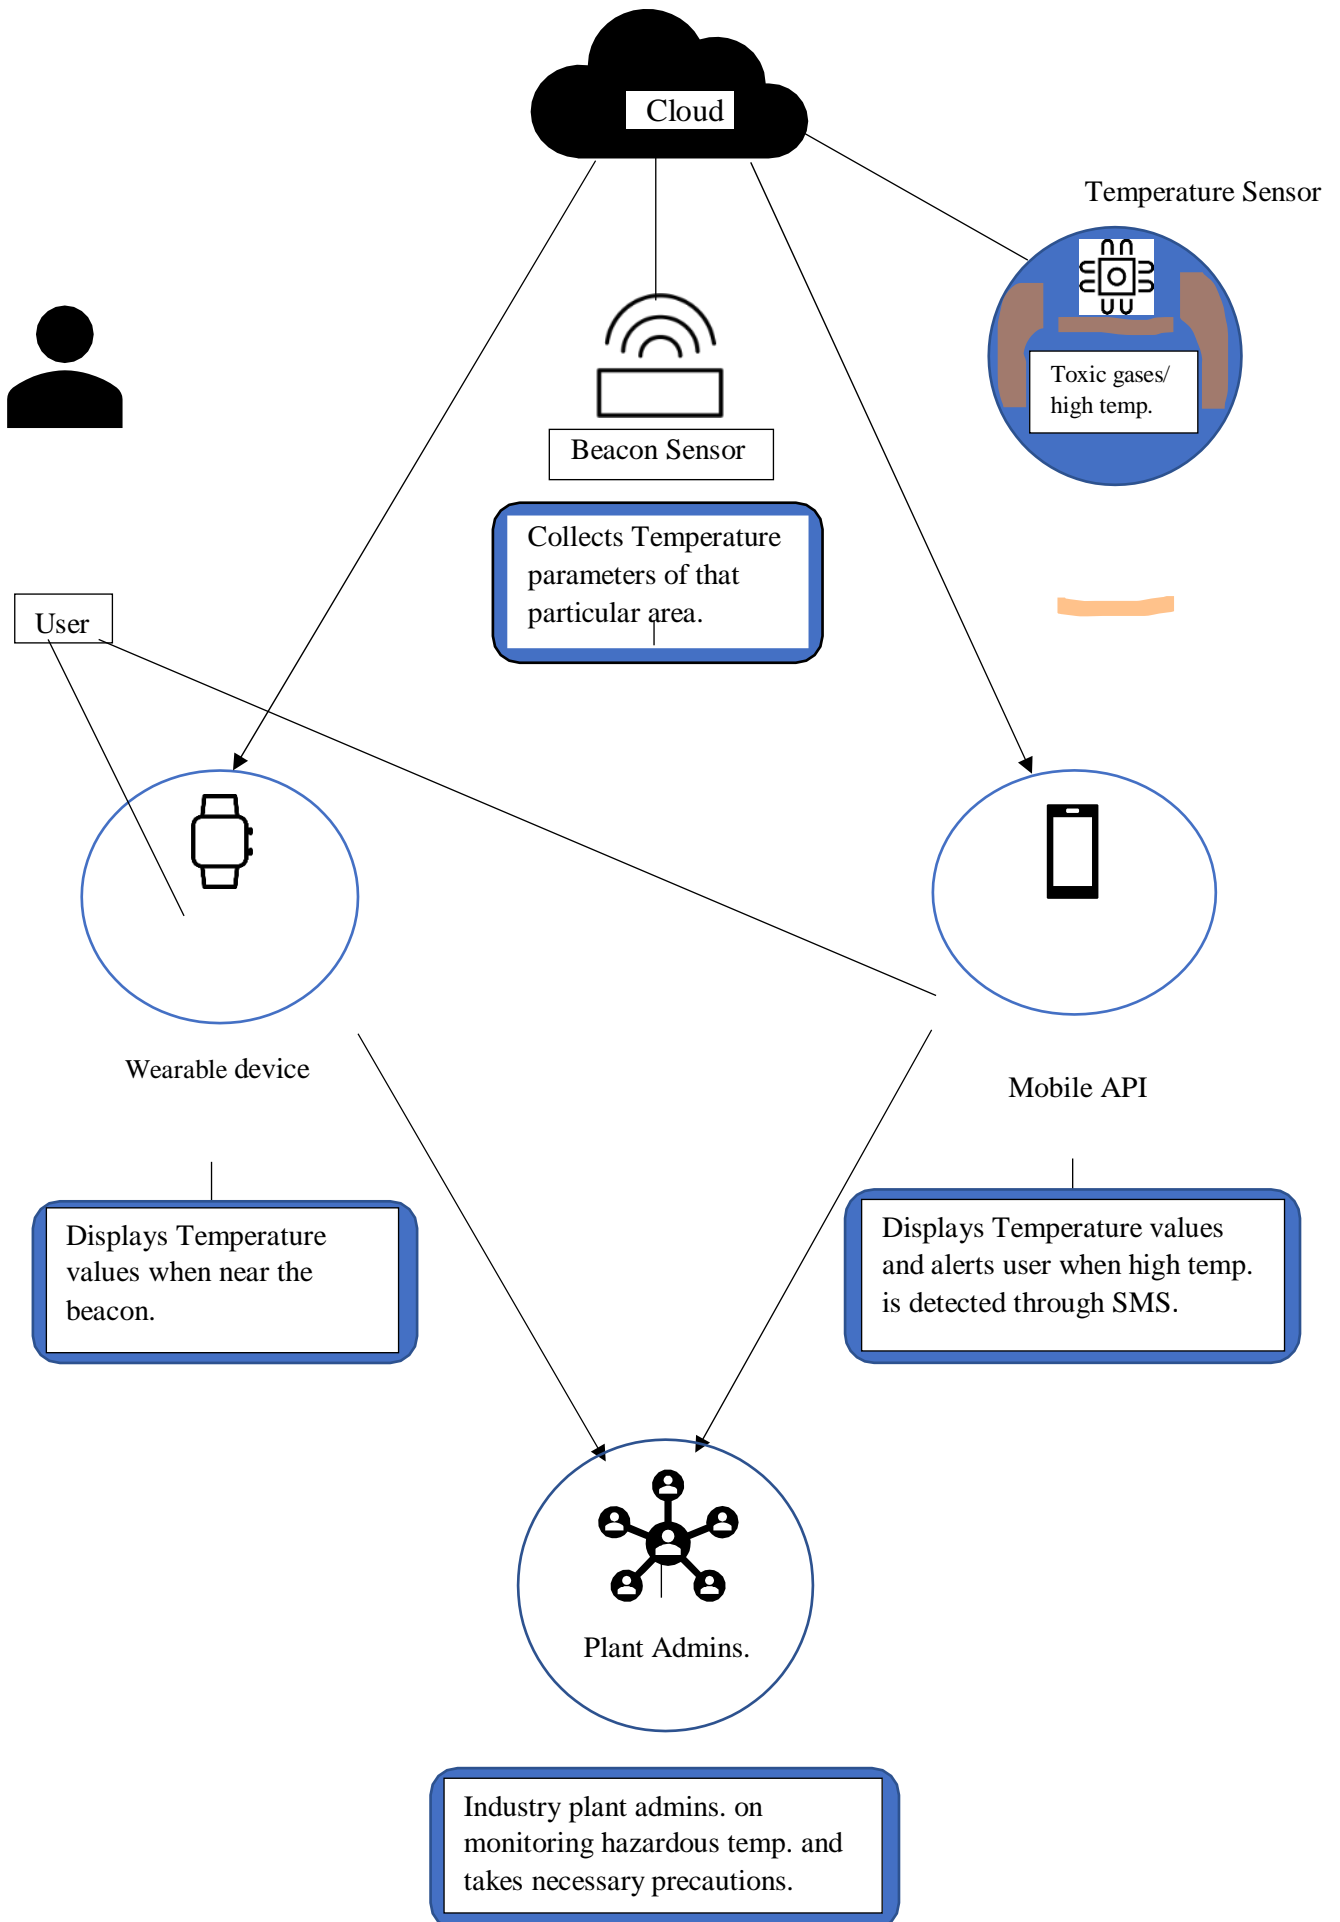 Cloud
Temperature Sensor
Toxic gases/
high temp.
Beacon Sensor
Collects Temperature
parameters of that
particular area.
User
Wearable device
Mobile API
Displays Temperature
values when near the
beacon.
Displays Temperature values
and alerts user when high temp.
is detected through SMS.
Plant Admins.
Industry plant admins. on
monitoring hazardous temp. and
takes necessary precautions.